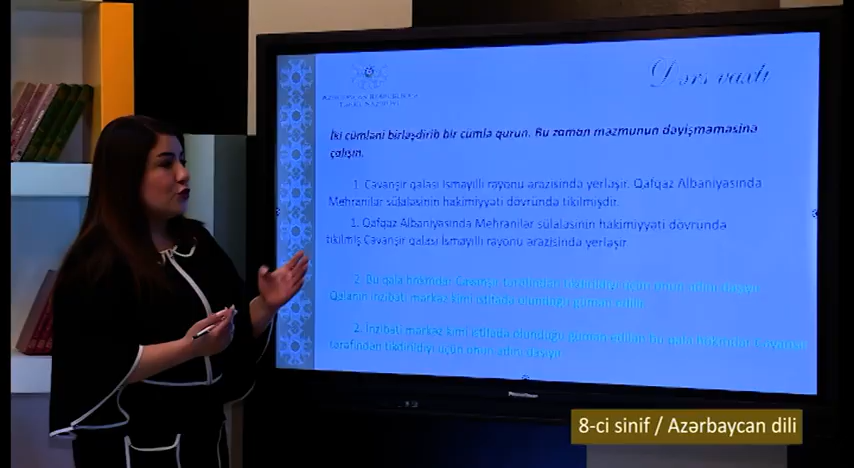 Dərs vaxtı
İki cümləni birləşdirib bir cümlə qurun. Bu zaman məzmunun dəyişməməsinə
çalışın.
1. Cavanşir qalası İsmayıllı rayonu ərazisində yerləşir. Qafqaz Albaniyasında
Mehranilər sülaləsinin hakimiyyəti dövründə tikilmişdir.
1. Qafqaz Albaniyasında Mehranilər sülaləsinin hakimiyyəti dövründə
tikilmiş Cavanşir qalası İsmayıllı rayonu ərazisində yerləşir.
2. Bu qala hökmdar Cavanşir tərəfindən tikdirildiyi üçün onun adını daşıyır.
Qalanın inzibati mərkəz kimi istifadə olunduğu güman edilir.
2. İnzibati mərkəz kimi istifadə olunduğu güman edilən bu qala hökmdar Cavanşir
tərəfindən tikdirildiyi üçün onun adını daşıyır.
8-ci sinif / Azərbaycan dili